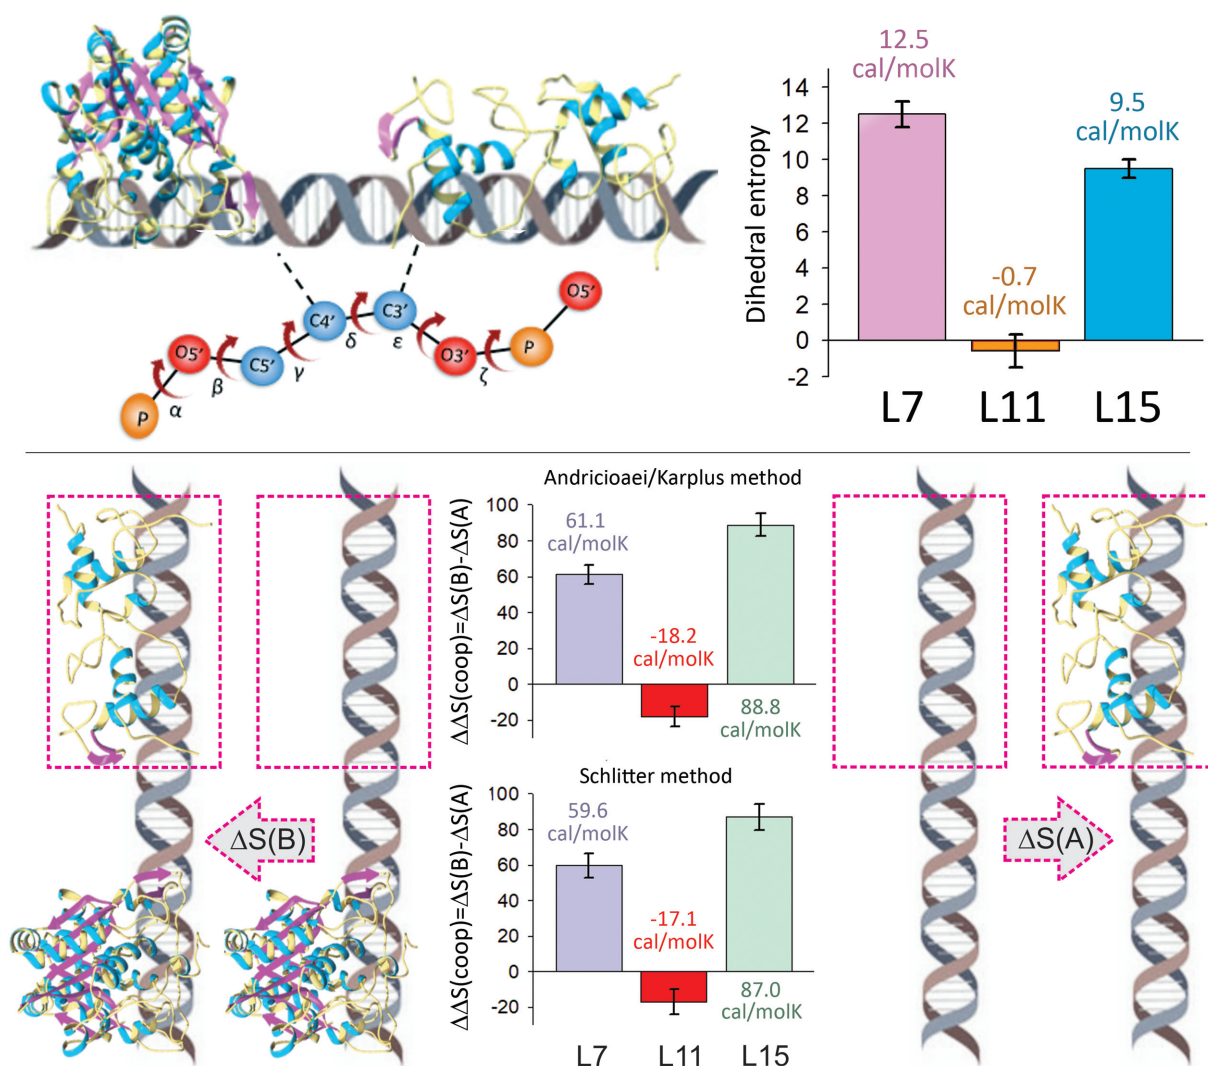 12.5
cal/molK
9.5
cal/molK
-0.7
cal/molK
Dihedral entropy
14
12
10
8
6
4
2
0
-2
L7
L11
L15
O5'
C4'
C3'
O5'
C5'
O3'
P
P
α
β
γ
δ
ε
ζ
Andricioaei/Karplus method
ΔΔS(coop)=ΔS(B)-ΔS(A)
100
80
60
40
20
0
-20
61.1
cal/molK
-18.2
cal/molK
88.8
cal/molK
Schlitter method
ΔΔS(coop)=ΔS(B)-ΔS(A)
100
80
60
40
20
0
-20
59.6
cal/molK
-17.1
cal/molK
87.0
cal/molK
L7
L11
L15
ΔS(B)
ΔS(A)